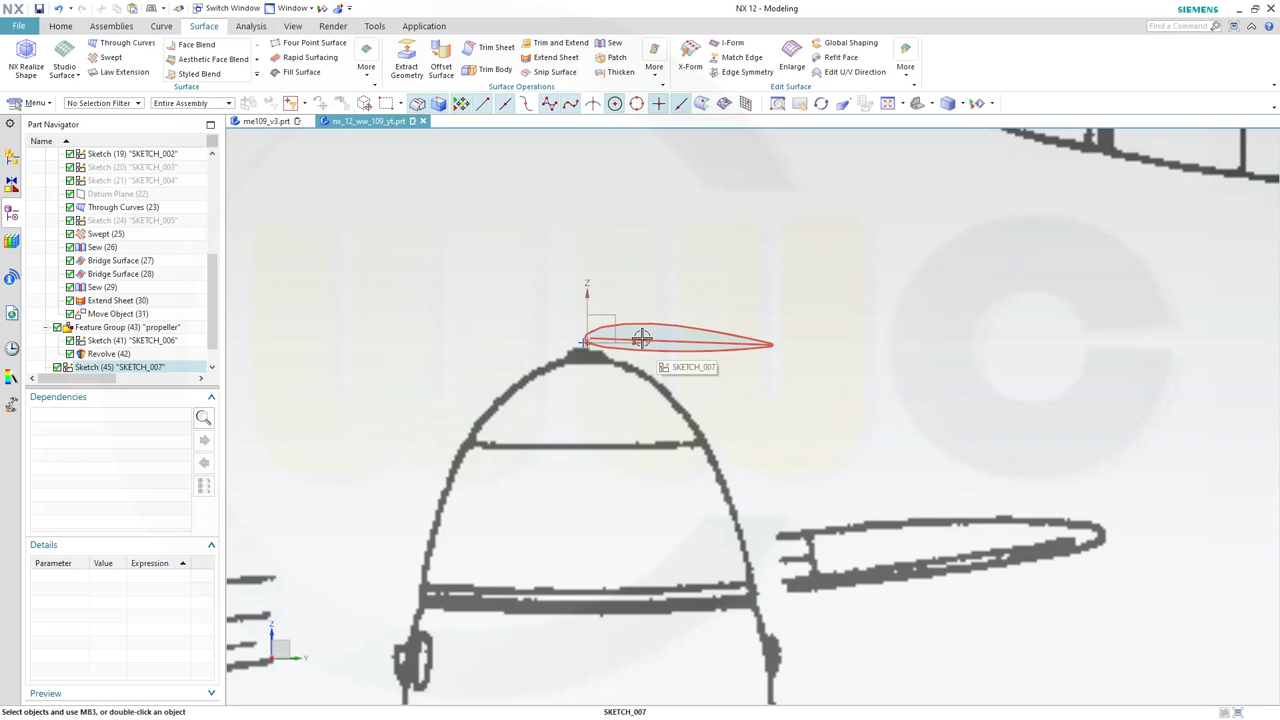 NX
Switch Window
Window
NX 12 - Modeling
SIEMENS
File
Home
Assemblies
Curve
Surface
Analysis
View
Render
Tools
Application
Find a Command
NX Realize Shape
Studio Surface
Through Curves
Swept
Law Extension
Face Blend
Aesthetic Face Blend
Styled Blend
Four Point Surface
Rapid Surfacing
Fill Surface
More
Surface
Extract Geometry
Offset Surface
Trim Sheet
Trim Body
Trim and Extend
Extend Sheet
Snip Surface
Sew
Patch
Thicken
More
Surface Operations
X-Form
I-Form
Match Edge
Edge Symmetry
Enlarge
Global Shaping
Refit Face
Edit U/V Direction
More
Edit Surface
Menu
No Selection Filter
Entire Assembly
Part Navigator
me109_v3.prt
nx_12_ww_109_yt.prt
Name
Sketch (19) "SKETCH_002"
Sketch (20) "SKETCH_003"
Sketch (21) "SKETCH_004"
Datum Plane (22)
Through Curves (23)
Sketch (24) "SKETCH_005"
Swept (25)
Sew (26)
Bridge Surface (27)
Bridge Surface (28)
Sew (29)
Extend Sheet (30)
Move Object (31)
Feature Group (43) "propeller"
Sketch (41) "SKETCH_006"
Revolve (42)
Sketch (45) "SKETCH_007"
Dependencies
Details
Parameter Value Expression
Preview
Z
SKETCH_007
Z
Y
Select objects and use MB3, or double-click an object
SKETCH_007